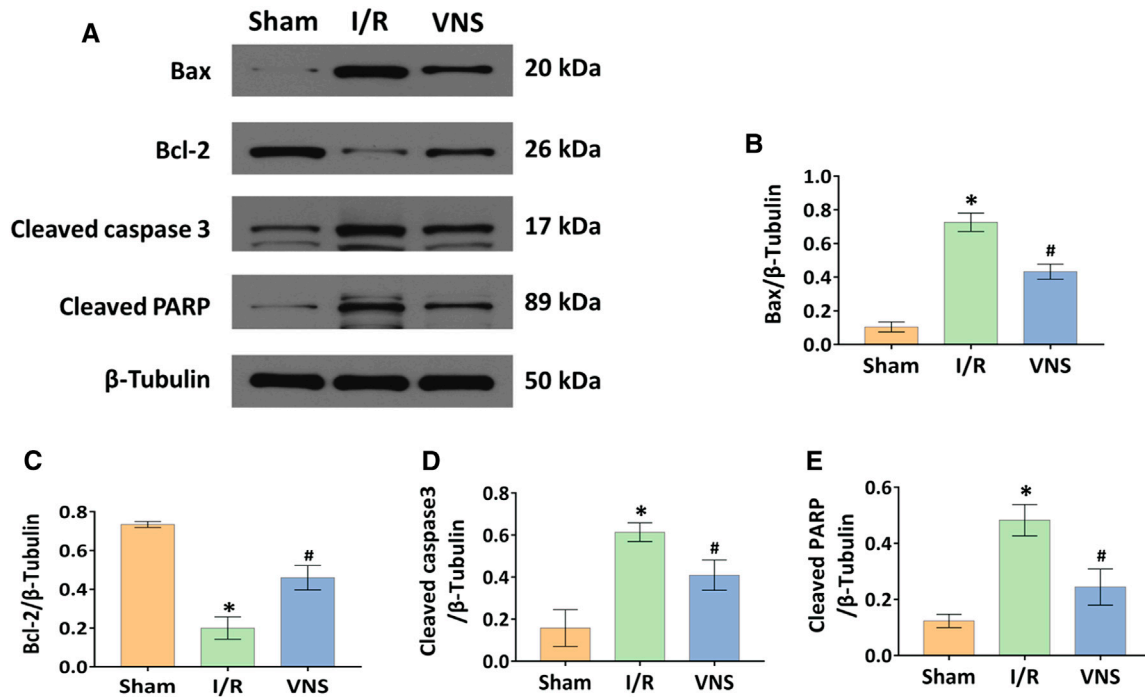 A
Sham I/R VNS
Bax 20 kDa
Bcl-2 26 kDa
Cleaved caspase 3 17 kDa
Cleaved PARP 89 kDa
β-Tubulin 50 kDa
B
Bax/β-Tubulin
1.0
0.8
0.6
0.4
0.2
0.0
*
#
Sham I/R VNS
C
Bcl-2/β-Tubulin
0.8
0.6
0.4
0.2
0.0
*
#
Sham I/R VNS
D
Cleaved caspase3
/β-Tubulin
0.8
0.6
0.4
0.2
0.0
*
#
Sham I/R VNS
E
Cleaved PARP
/β-Tubulin
0.6
0.4
0.2
0.0
*
#
Sham I/R VNS